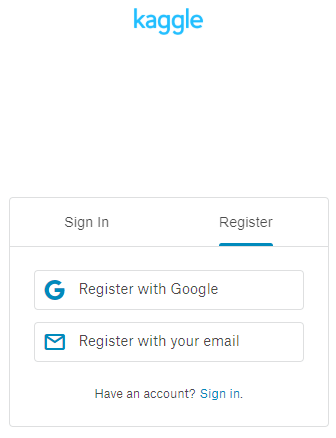 kaggle
Sign In
Register
Register with Google
Register with your email
Have an account? Sign in.